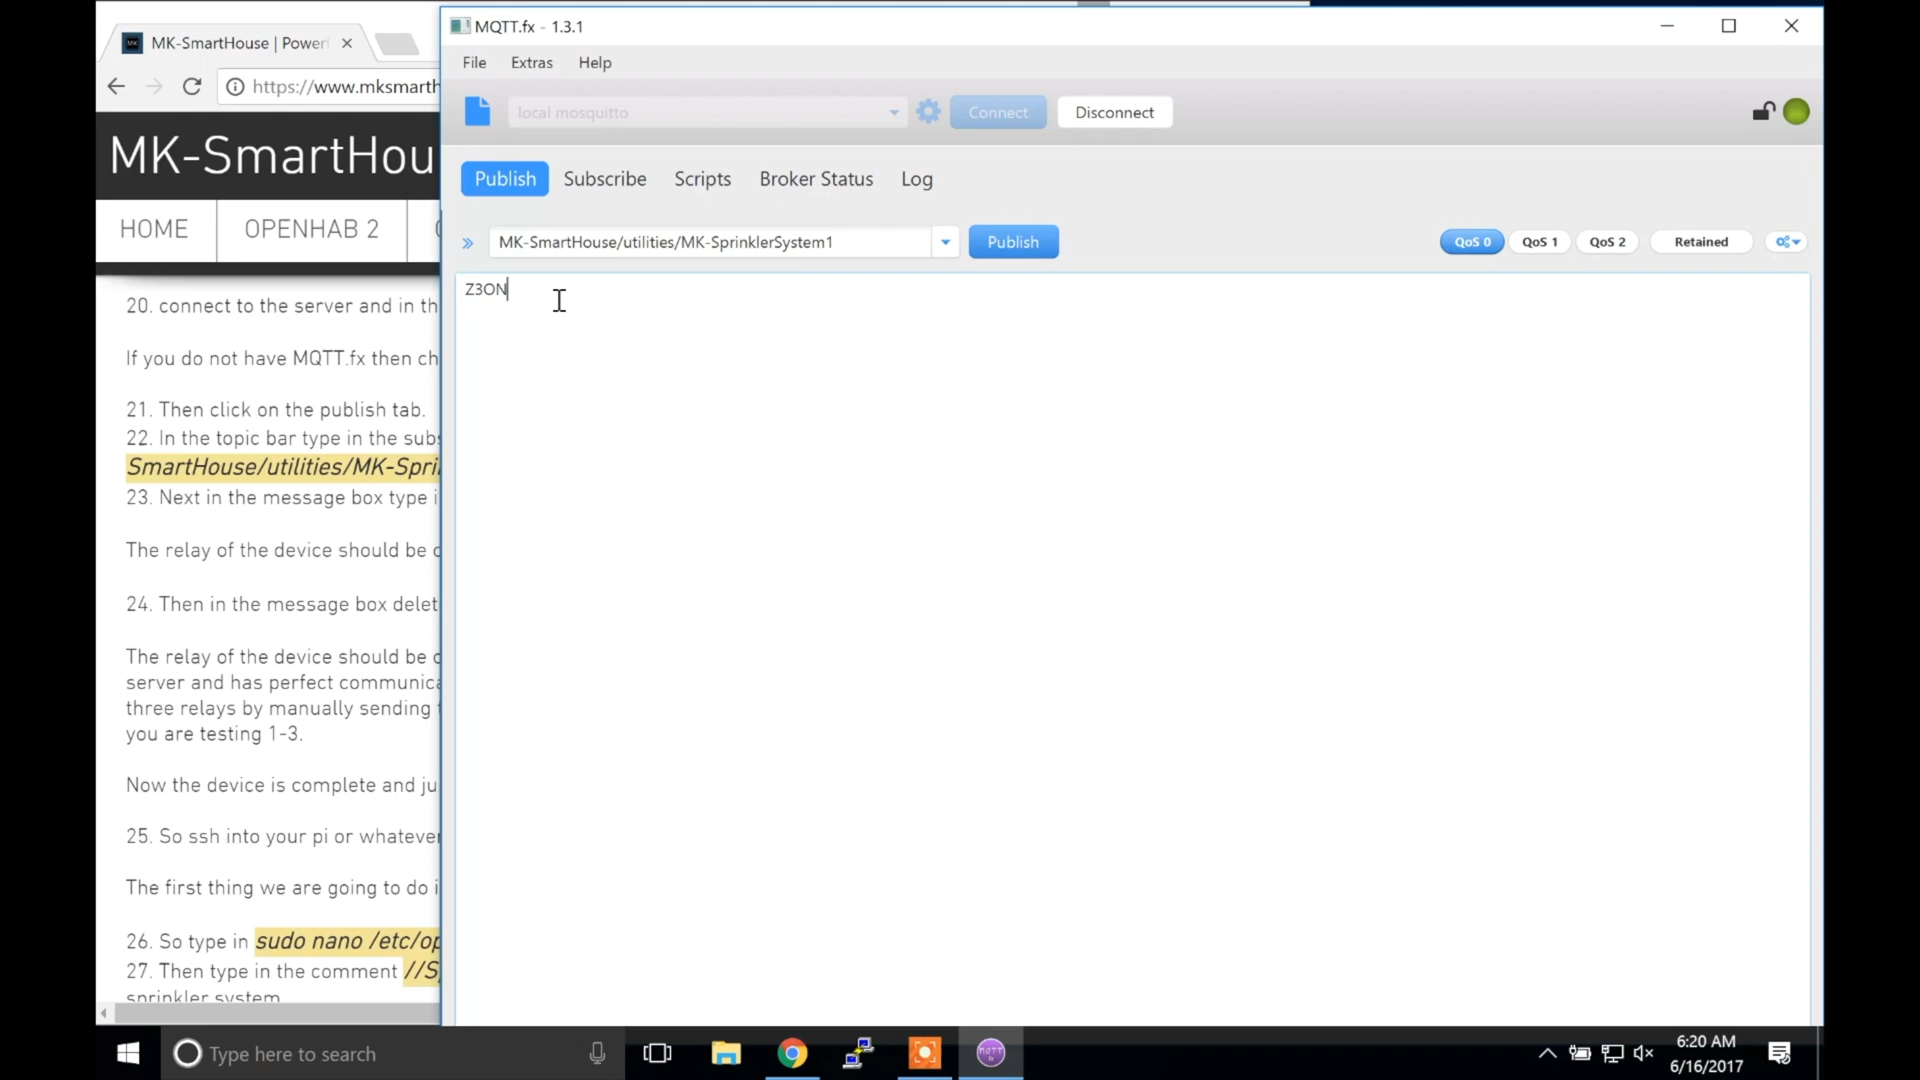 MK-SmartHouse | Power
https://www.mksmarth
MK-SmartHou
HOME
OPENHAB 2
20. connect to the server and in th
If you do not have MQTT.fx then ch
21. Then click on the publish tab.
22. In the topic bar type in the subs
SmartHouse/utilities/MK-Spri
23. Next in the message box type i
The relay of the device should be
24. Then in the message box delet
The relay of the device should be
server and has perfect communica
three relays by manually sending
you are testing 1-3.
Now the device is complete and ju
25. So ssh into your pi or whatever
The first thing we are going to do i
26. So type in sudo nano /etc/op
27. Then type in the comment //S
sprinkler system
MQTT.fx - 1.3.1
File Extras Help
local mosquitto
Connect
Disconnect
Publish Subscribe Scripts Broker Status Log
MK-SmartHouse/utilities/MK-SprinklerSystem1
Publish
QoS 0 QoS 1 QoS 2 Retained
Z3ON
Type here to search
6:20 AM
6/16/2017